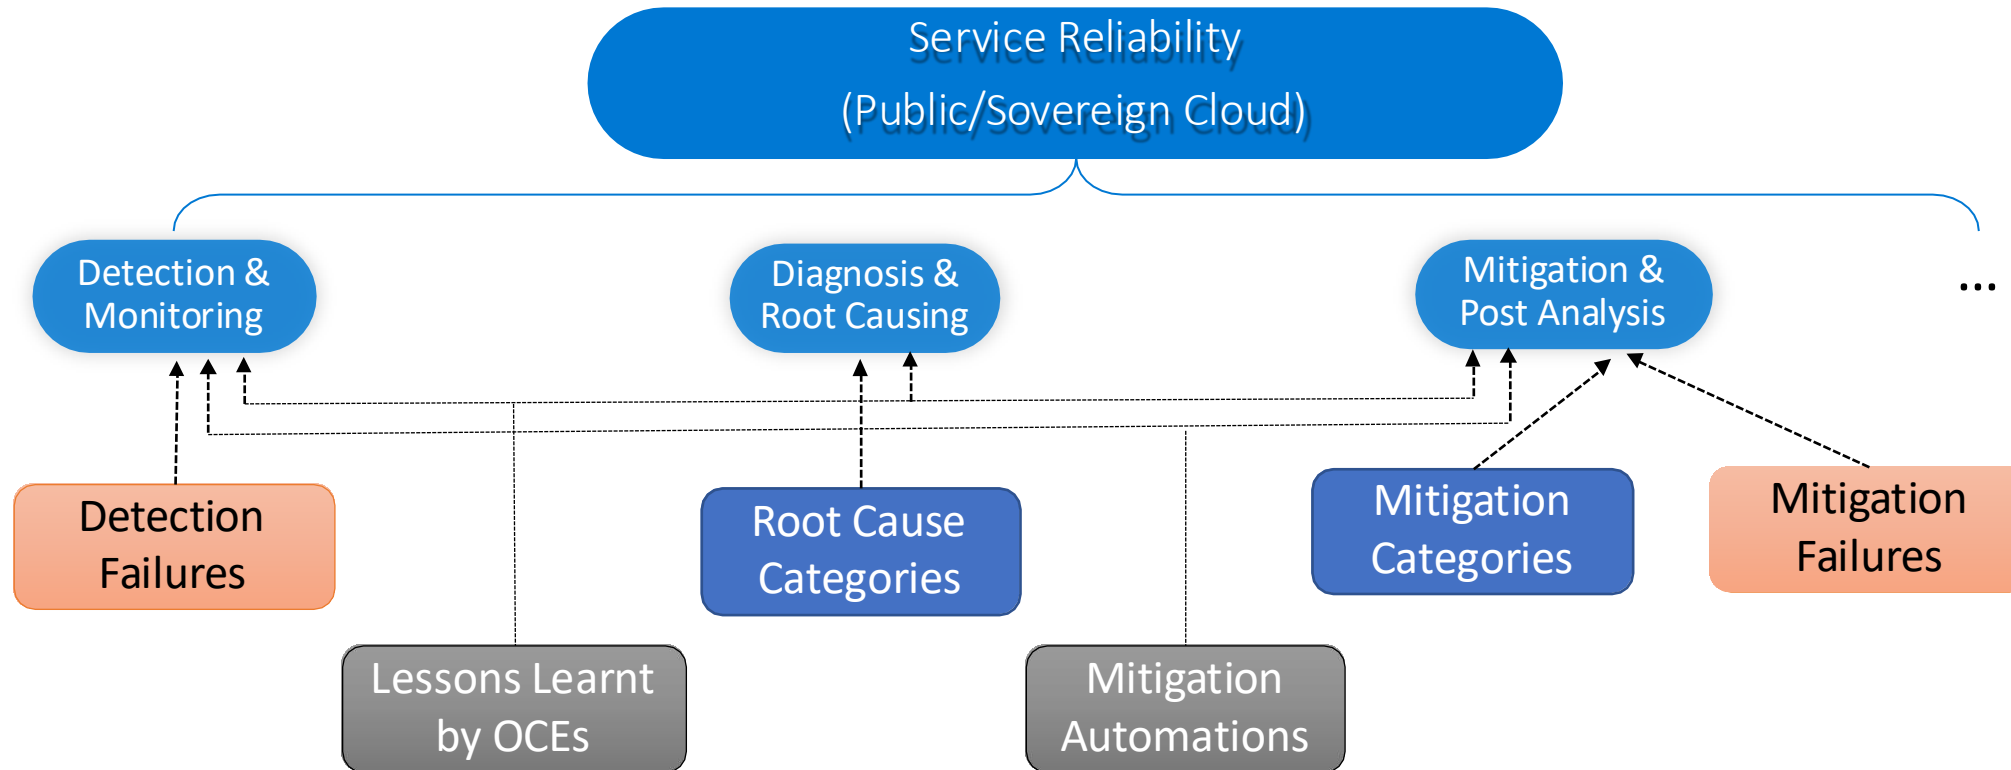 Service Reliability
(Public/Sovereign Cloud)
Detection &
Monitoring
Diagnosis &
Root Causing
Mitigation &
Post Analysis
...
Detection
Failures
Root Cause
Categories
Mitigation
Categories
Mitigation
Failures
Lessons Learnt
by OCEs
Mitigation
Automations